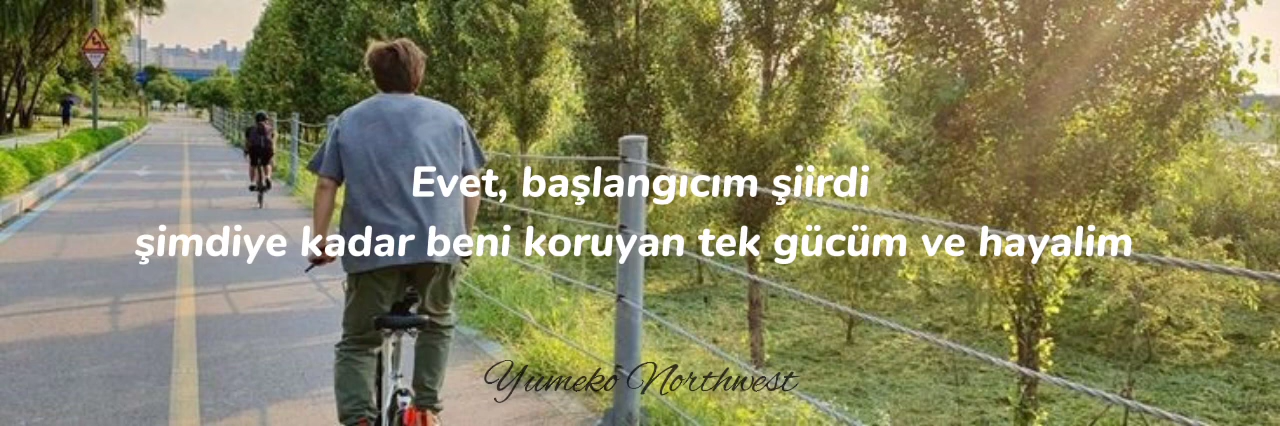 Evet, başlangıcım şiirdi
şimdiye kadar beni koruyan tek gücüm ve hayalim
Yumeko Northwest